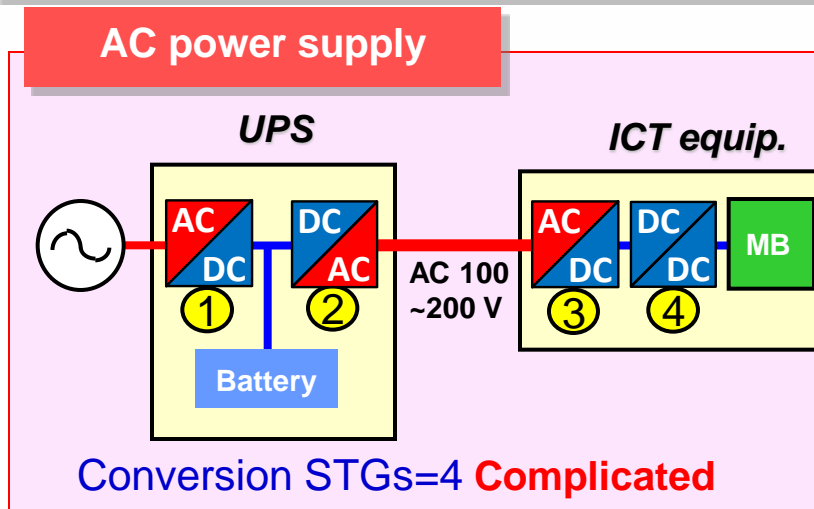 AC power supply
UPS
ICT equip.
AC
DC
DC
AC
AC
DC
DC
DC
MB
AC 100
~200 V
1
2
3
4
Battery
Conversion STGs=4 Complicated